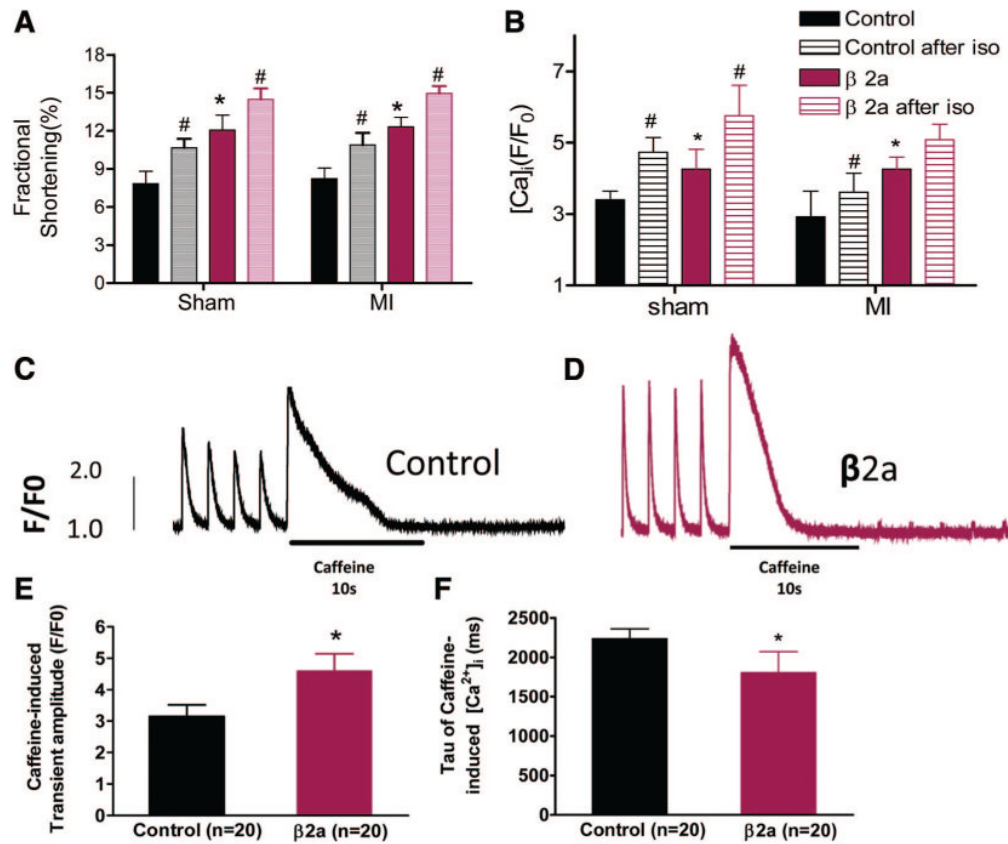 A
Fractional
Shortening(%)
18
15
12
9
6
3
0
#
*
#
#
*
#
Sham
MI
B
[Ca]i(F/F0)
7
5
3
1
Control
Control after iso
β 2a
β 2a after iso
#
*
#
#
*
sham
MI
C
F/F0
2.0
1.0
Control
Caffeine
10s
D
β2a
Caffeine
10s
E
Caffeine-induced
Transient amplitude (F/F0)
6
5
4
3
2
1
0
*
Control (n=20)
β2a (n=20)
F
Tau of Caffeine-
induced [Ca²⁺]i (ms)
2500
2000
1500
1000
500
0
*
Control (n=20)
β2a (n=20)